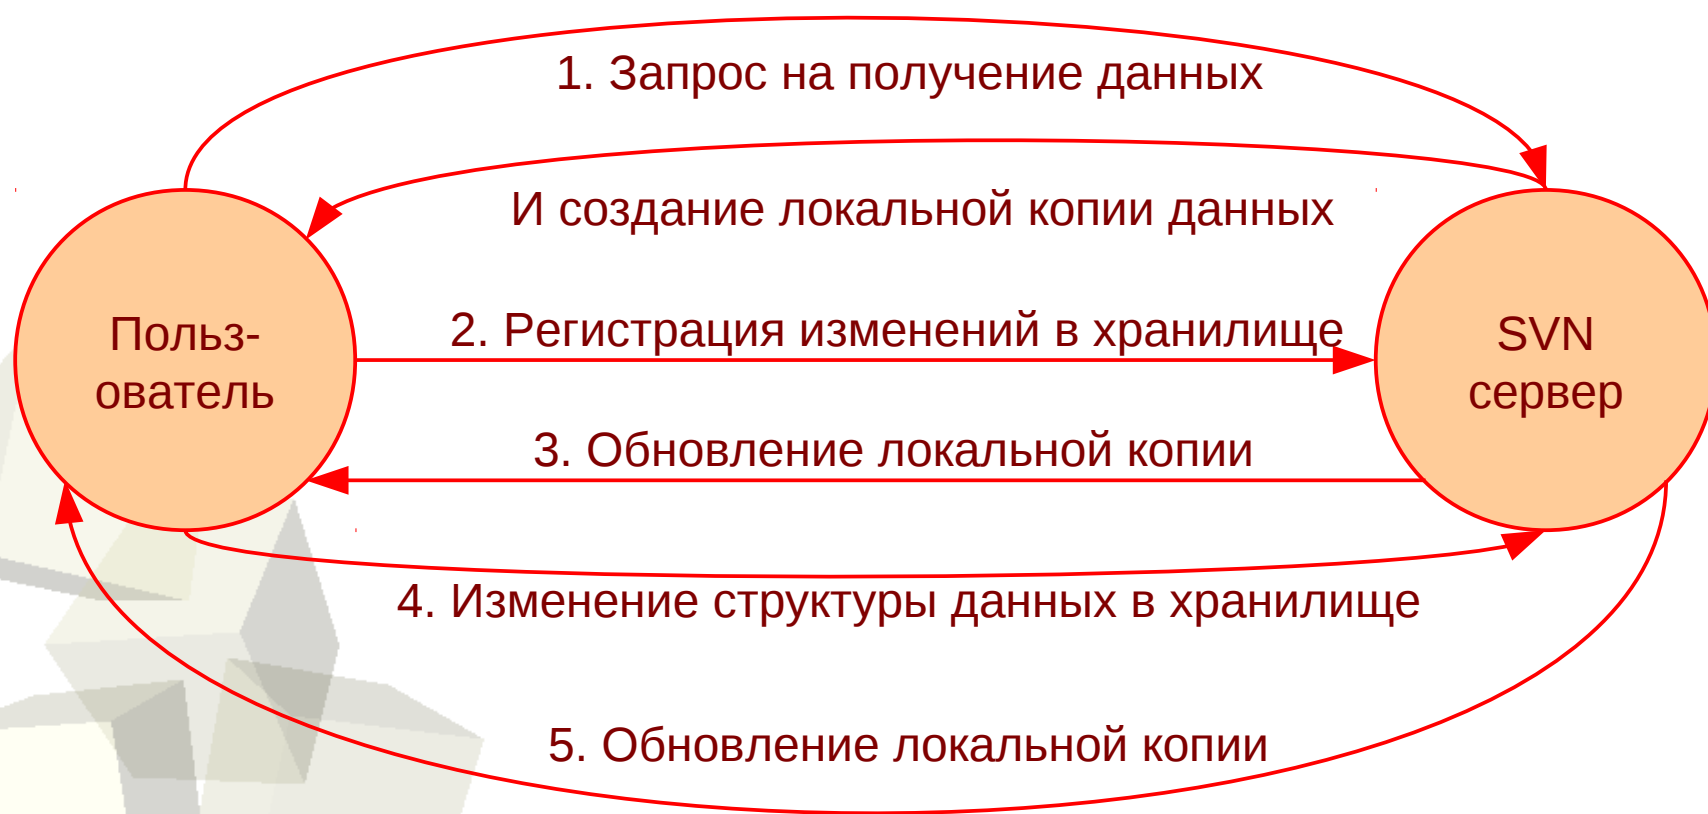 1. Запрос на получение данных
И создание локальной копии данных
Польз-
ователь
2. Регистрация изменений в хранилище
SVN
сервер
3. Обновление локальной копии
4. Изменение структуры данных в хранилище
5. Обновление локальной копии